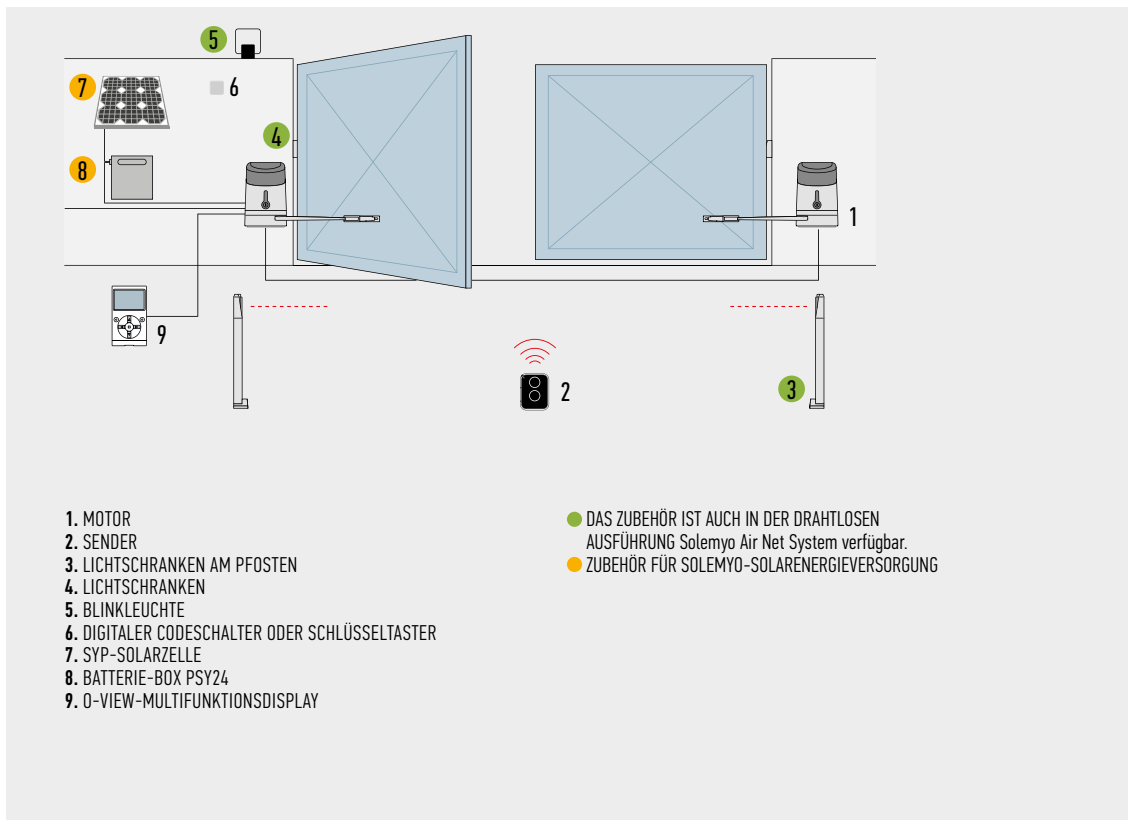 5
7
6
4
8
1
9
2
3
1. MOTOR
2. SENDER
3. LICHTSCHRANKEN AM PFOSTEN
4. LICHTSCHRANKEN
5. BLINKLEUCHTE
6. DIGITALER CODESCHALTER ODER SCHLÜSSELTASTER
7. SYP-SOLARZELLE
8. BATTERIE-BOX PSY24
9. O-VIEW-MULTIFUNKTIONSDISPLAY
DAS ZUBEHÖR IST AUCH IN DER DRAHTLOSEN
AUSFÜHRUNG Solemyo Air Net System verfügbar.
ZUBEHÖR FÜR SOLEMYO-SOLARENERGIEVERSORGUNG